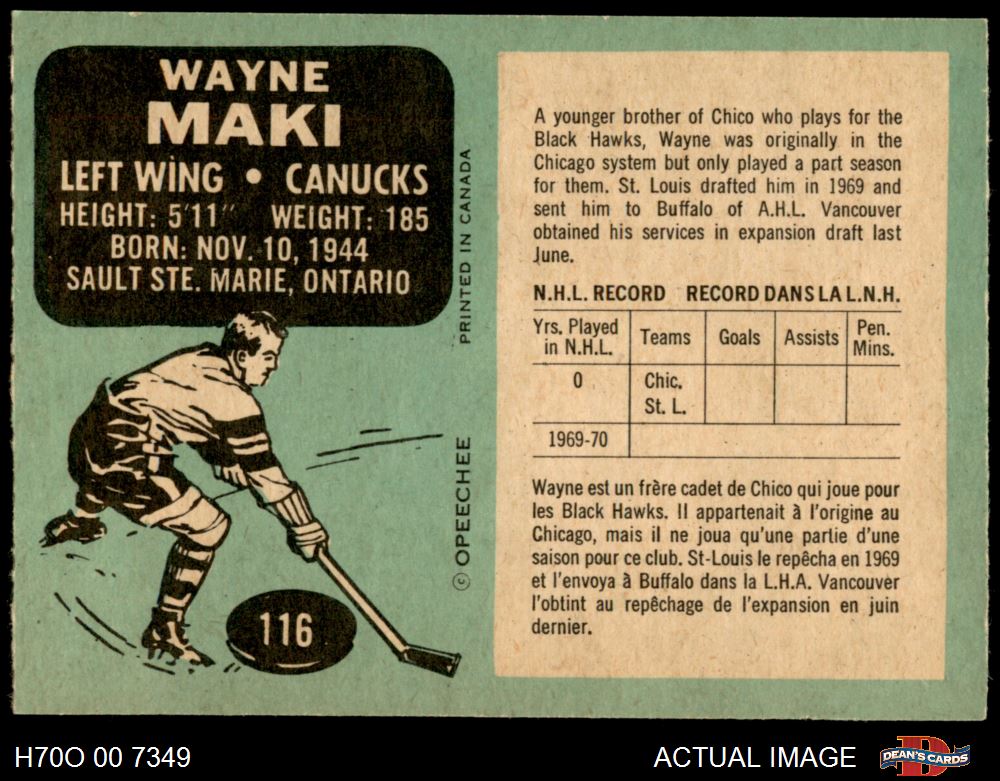 WAYNE
MAKI
LEFT WING • CANUCKS
HEIGHT: 5'11" WEIGHT: 185
BORN: NOV. 10, 1944
SAULT STE. MARIE, ONTARIO
PRINTED IN CANADA
© OPEECHEE
116
A younger brother of Chico who plays for the
Black Hawks, Wayne was originally in the
Chicago system but only played a part season
for them. St. Louis drafted him in 1969 and
sent him to Buffalo of A.H.L. Vancouver
obtained his services in expansion draft last
June.
N.H.L. RECORD RECORD DANS LA L.N.H.
Yrs. Played
in N.H.L.
Teams
Goals
Assists
Pen.
Mins.
0
Chic.
St. L.
1969-70
Wayne est un frère cadet de Chico qui joue pour
les Black Hawks. Il appartenait à l'origine au
Chicago, mais il ne joua qu'une partie d'une
saison pour ce club. St-Louis le repêcha en 1969
et l'envoya à Buffalo dans la L.H.A. Vancouver
l'obtint au repêchage de l'expansion en juin
dernier.
H70O 00 7349
ACTUAL IMAGE
DEAN'S CARDS